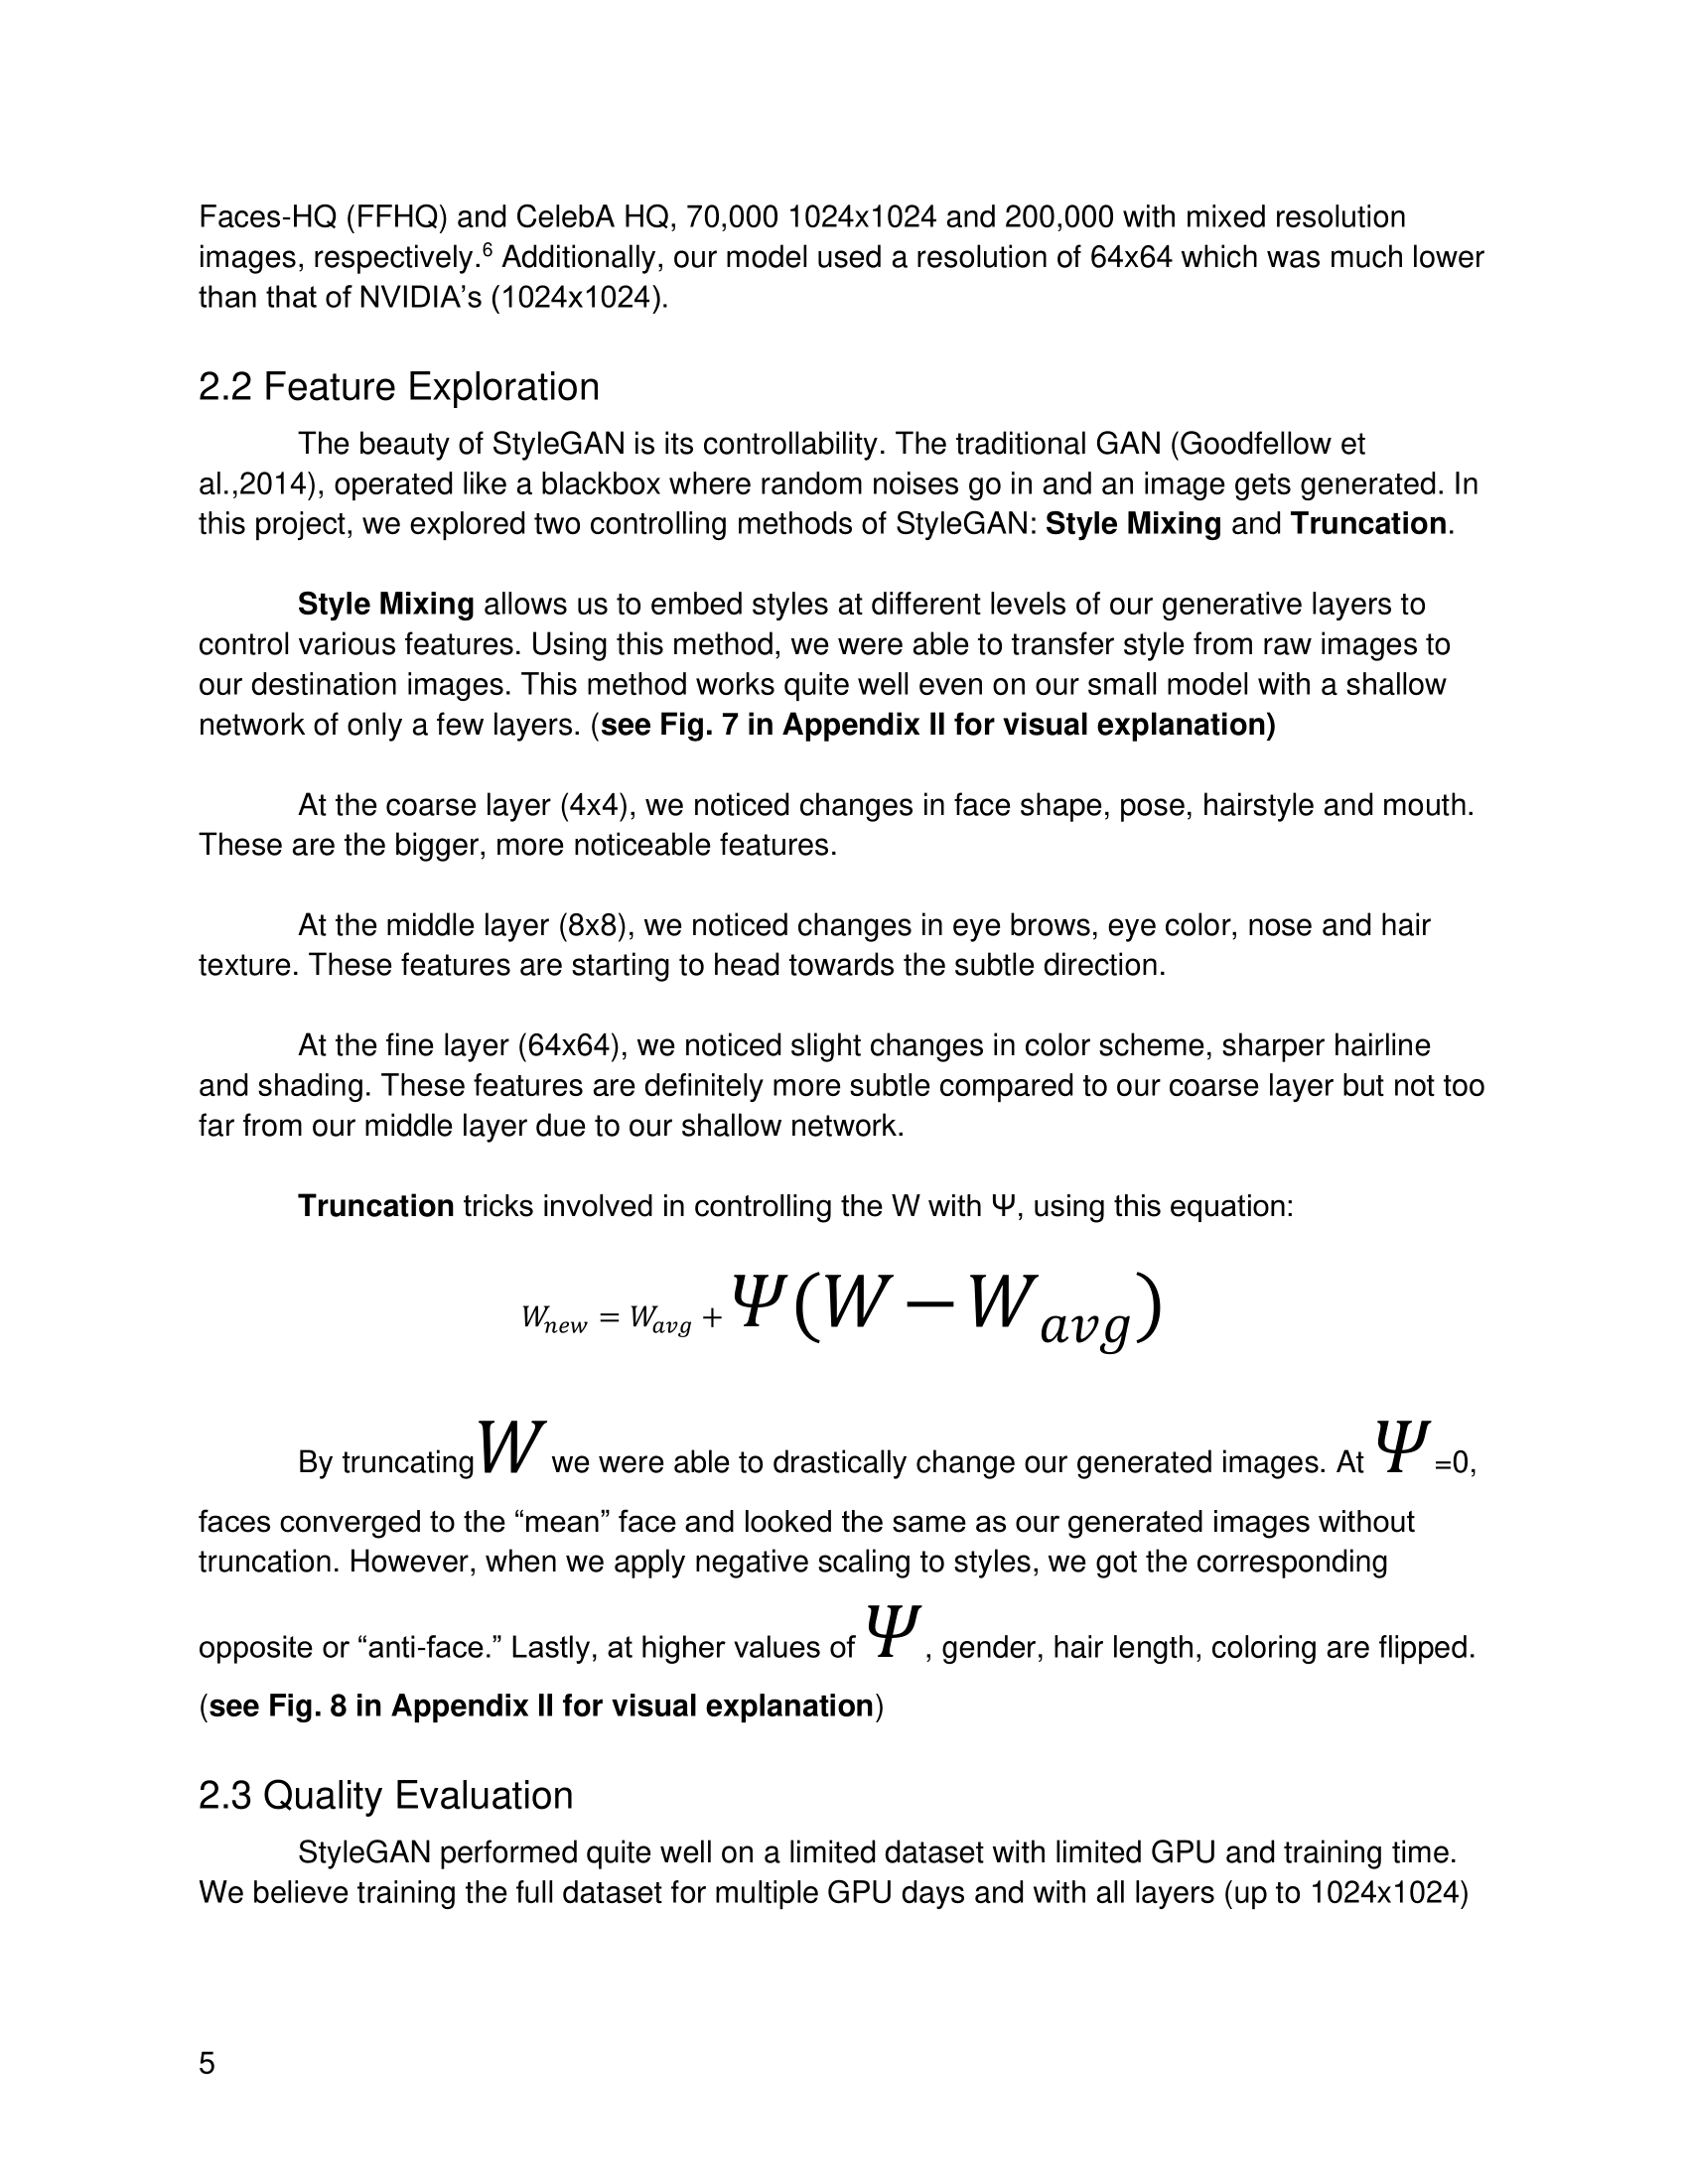 Faces-HQ (FFHQ) and CelebA HQ, 70,000 1024x1024 and 200,000 with mixed resolution
images, respectively.⁶ Additionally, our model used a resolution of 64x64 which was much lower
than that of NVIDIA’s (1024x1024).
2.2 Feature Exploration
The beauty of StyleGAN is its controllability. The traditional GAN (Goodfellow et
al.,2014), operated like a blackbox where random noises go in and an image gets generated. In
this project, we explored two controlling methods of StyleGAN: Style Mixing and Truncation.
Style Mixing allows us to embed styles at different levels of our generative layers to
control various features. Using this method, we were able to transfer style from raw images to
our destination images. This method works quite well even on our small model with a shallow
network of only a few layers. (see Fig. 7 in Appendix II for visual explanation)
At the coarse layer (4x4), we noticed changes in face shape, pose, hairstyle and mouth.
These are the bigger, more noticeable features.
At the middle layer (8x8), we noticed changes in eye brows, eye color, nose and hair
texture. These features are starting to head towards the subtle direction.
At the fine layer (64x64), we noticed slight changes in color scheme, sharper hairline
and shading. These features are definitely more subtle compared to our coarse layer but not too
far from our middle layer due to our shallow network.
Truncation tricks involved in controlling the W with Ψ, using this equation:
W_new = W_avg + Ψ(W − W_avg)
By truncating W we were able to drastically change our generated images. At Ψ =0,
faces converged to the “mean” face and looked the same as our generated images without
truncation. However, when we apply negative scaling to styles, we got the corresponding
opposite or “anti-face.” Lastly, at higher values of Ψ, gender, hair length, coloring are flipped.
(see Fig. 8 in Appendix II for visual explanation)
2.3 Quality Evaluation
StyleGAN performed quite well on a limited dataset with limited GPU and training time.
We believe training the full dataset for multiple GPU days and with all layers (up to 1024x1024)
5